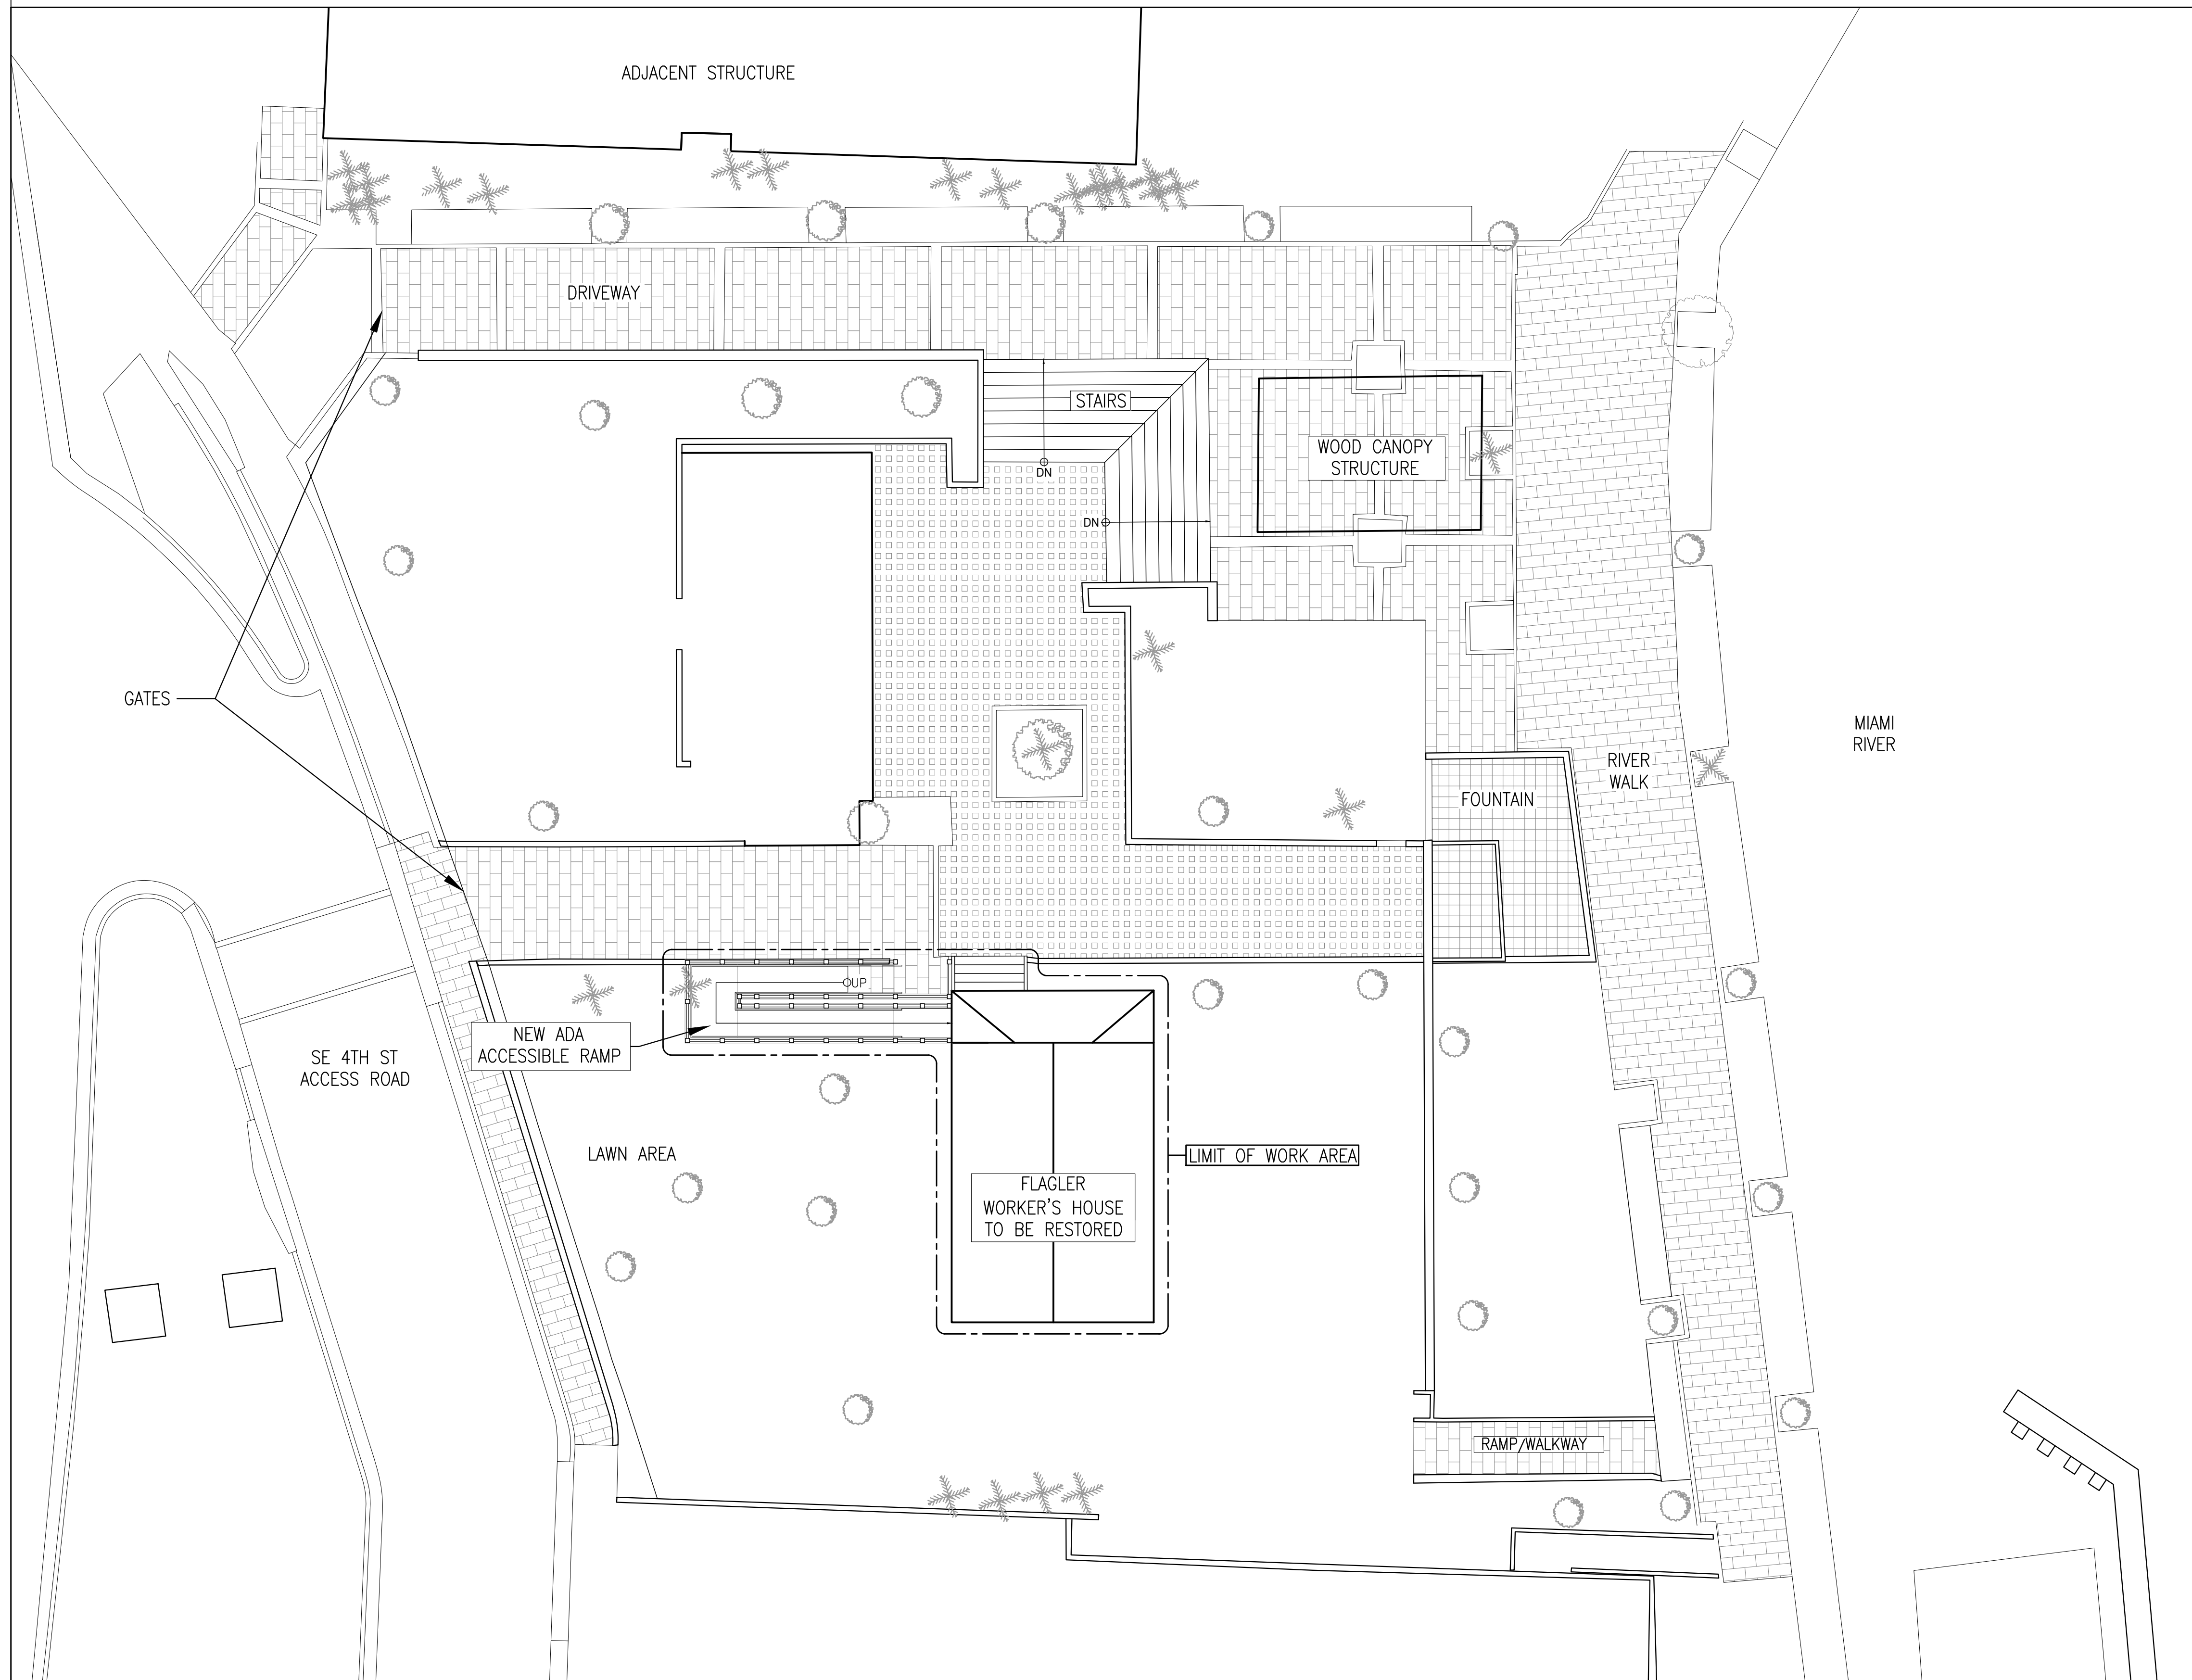 ADJACENT STRUCTURE
DRIVEWAY
STAIRS
DN
DN
WOOD CANOPY
STRUCTURE
GATES
MIAMI
RIVER
RIVER
WALK
FOUNTAIN
UP
NEW ADA
ACCESSIBLE RAMP
SE 4TH ST
ACCESS ROAD
LAWN AREA
LIMIT OF WORK AREA
FLAGLER
WORKER'S HOUSE
TO BE RESTORED
RAMP/WALKWAY